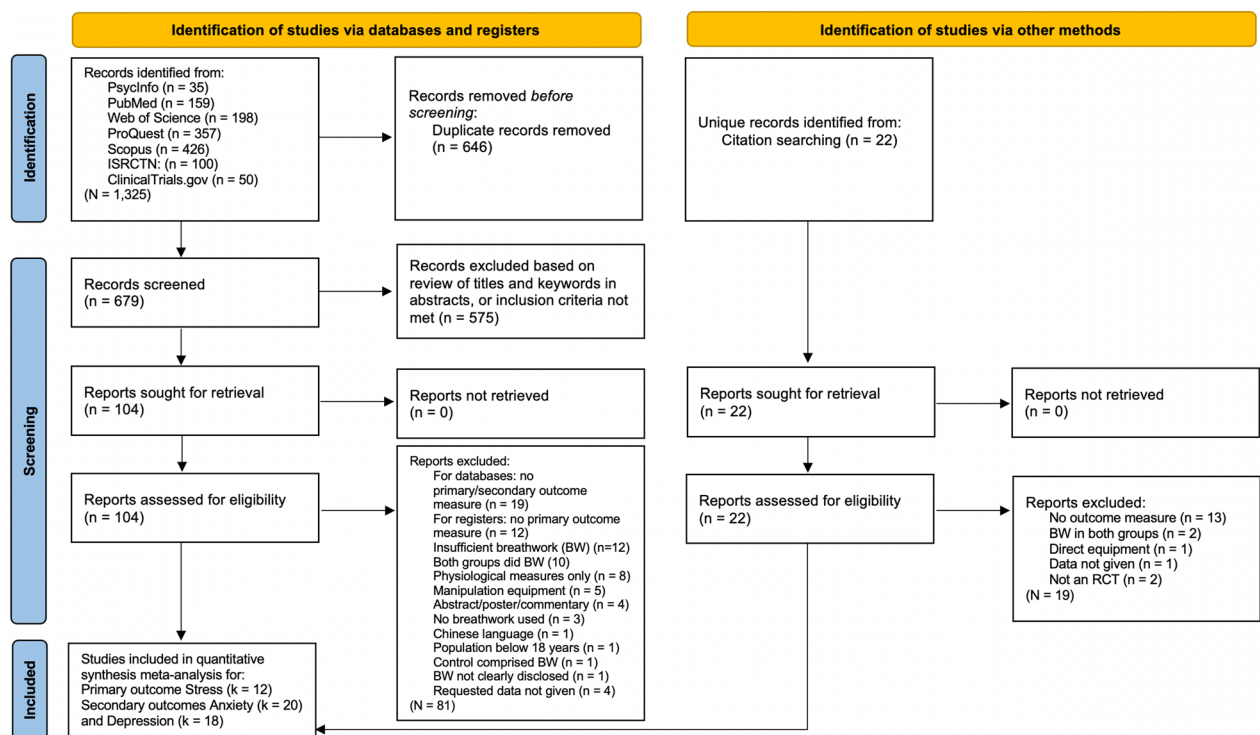 Identification of studies via databases and registers
Identification of studies via other methods
Identification
Records identified from:
PsycInfo (n = 35)
PubMed (n = 159)
Web of Science (n = 198)
ProQuest (n = 357)
Scopus (n = 426)
ISRCTN: (n = 100)
ClinicalTrials.gov (n = 50)
(N = 1,325)
Records removed before
screening:
Duplicate records removed
(n = 646)
Unique records identified from:
Citation searching (n = 22)
Screening
Records screened
(n = 679)
Records excluded based on
review of titles and keywords in
abstracts, or inclusion criteria not
met (n = 575)
Reports sought for retrieval
(n = 104)
Reports not retrieved
(n = 0)
Reports sought for retrieval
(n = 22)
Reports not retrieved
(n = 0)
Reports assessed for eligibility
(n = 104)
Reports excluded:
For databases: no
primary/secondary outcome
measure (n = 19)
For registers: no primary outcome
measure (n = 12)
Insufficient breathwork (BW) (n=12)
Both groups did BW (10)
Physiological measures only (n = 8)
Manipulation equipment (n = 5)
Abstract/poster/commentary (n = 4)
No breathwork used (n = 3)
Chinese language (n = 1)
Population below 18 years (n = 1)
Control comprised BW (n = 1)
BW not clearly disclosed (n = 1)
Requested data not given (n = 4)
(N = 81)
Reports assessed for eligibility
(n = 22)
Reports excluded:
No outcome measure (n = 13)
BW in both groups (n = 2)
Direct equipment (n = 1)
Data not given (n = 1)
Not an RCT (n = 2)
(N = 19)
Included
Studies included in quantitative
synthesis meta-analysis for:
Primary outcome Stress (k = 12)
Secondary outcomes Anxiety (k = 20)
and Depression (k = 18)